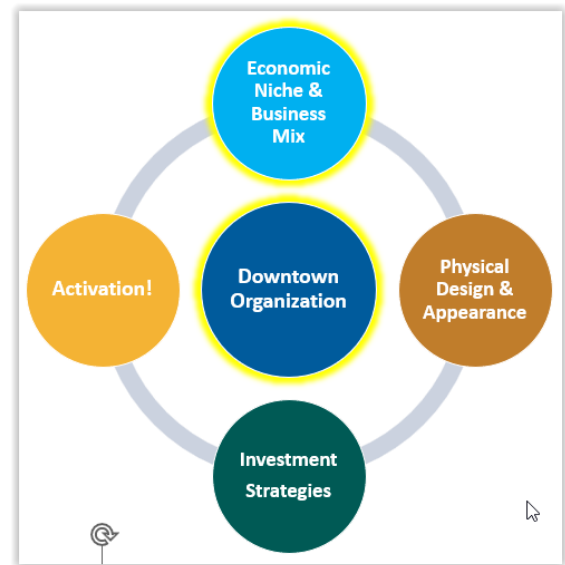 Economic
Niche &
Business
Mix
Activation!
Downtown
Organization
Physical
Design &
Appearance
Investment
Strategies